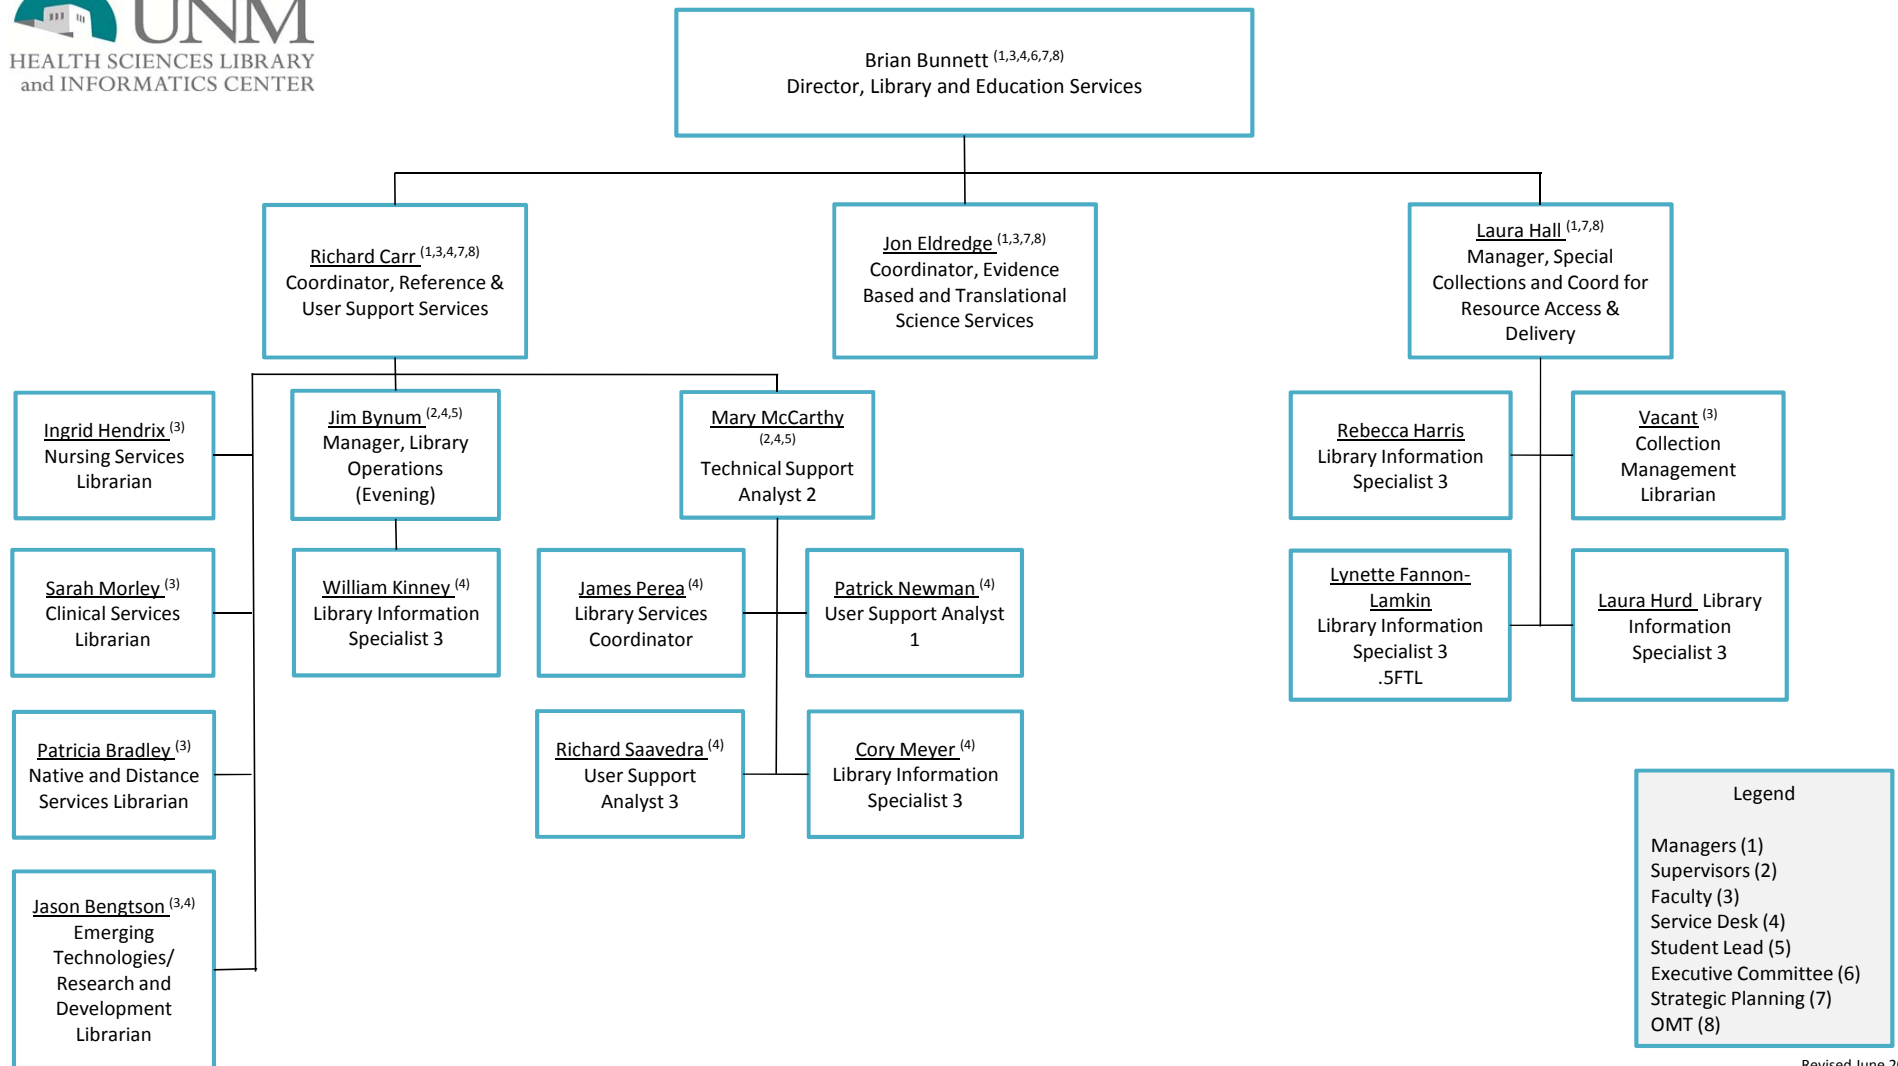 UNM
HEALTH SCIENCES LIBRARY
and INFORMATICS CENTER
Brian Bunnett (1,3,4,6,7,8)
Director, Library and Education Services
Richard Carr (1,3,4,7,8)
Coordinator, Reference &
User Support Services
Jon Eldredge (1,3,7,8)
Coordinator, Evidence
Based and Translational
Science Services
Laura Hall (1,7,8)
Manager, Special
Collections and Coord for
Resource Access &
Delivery
Ingrid Hendrix (3)
Nursing Services
Librarian
Jim Bynum (2,4,5)
Manager, Library
Operations
(Evening)
Mary McCarthy
(2,4,5)
Technical Support
Analyst 2
Rebecca Harris
Library Information
Specialist 3
Vacant (3)
Collection
Management
Librarian
Sarah Morley (3)
Clinical Services
Librarian
William Kinney (4)
Library Information
Specialist 3
James Perea (4)
Library Services
Coordinator
Patrick Newman (4)
User Support Analyst
1
Lynette Fannon-
Lamkin
Library Information
Specialist 3
.5FTL
Laura Hurd Library
Information
Specialist 3
Patricia Bradley (3)
Native and Distance
Services Librarian
Richard Saavedra (4)
User Support
Analyst 3
Cory Meyer (4)
Library Information
Specialist 3
Jason Bengtson (3,4)
Emerging
Technologies/
Research and
Development
Librarian
Legend
Managers (1)
Supervisors (2)
Faculty (3)
Service Desk (4)
Student Lead (5)
Executive Committee (6)
Strategic Planning (7)
OMT (8)
Revised June